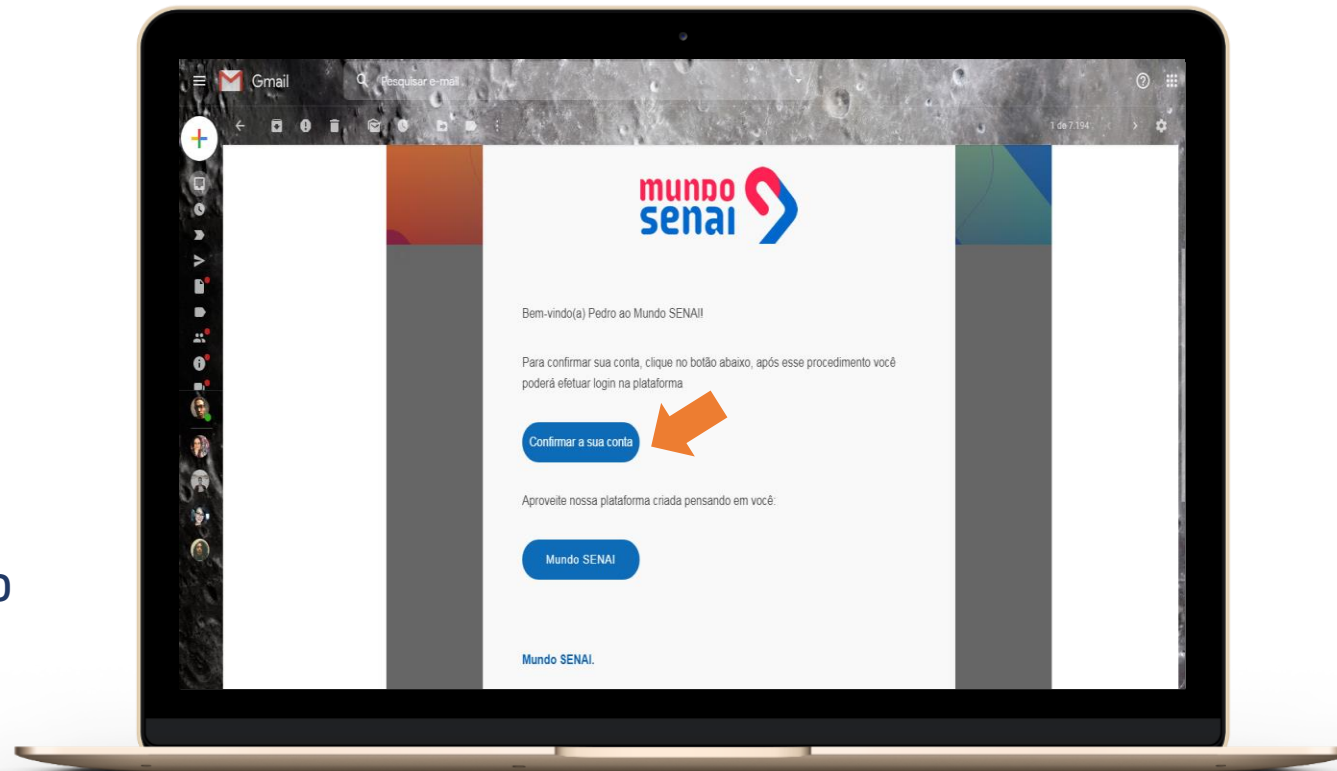 Gmail
Pesquisar e-mail
1 de 7.194
mundo
senai
Bem-vindo(a) Pedro ao Mundo SENAI!
Para confirmar sua conta, clique no botão abaixo, após esse procedimento você
poderá efetuar login na plataforma
Confirmar a sua conta
Aproveite nossa plataforma criada pensando em você:
Mundo SENAI
Mundo SENAI.